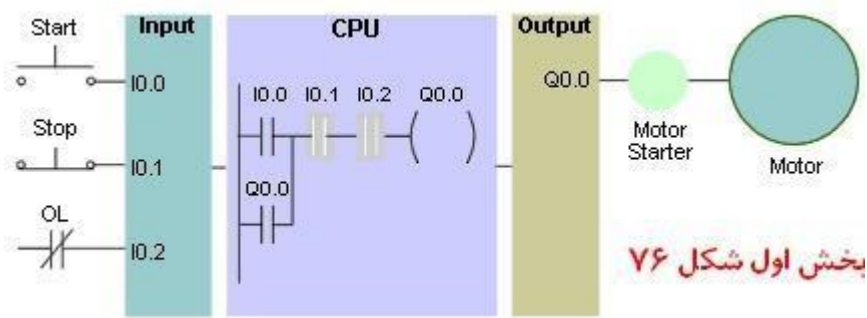 Start
Input
CPU
Output
I0.0
Q0.0
I0.0 I0.1 I0.2 Q0.0
Stop
Motor Starter
Motor
I0.1
Q0.0
OL
I0.2
بخش اول شکل ۷۶